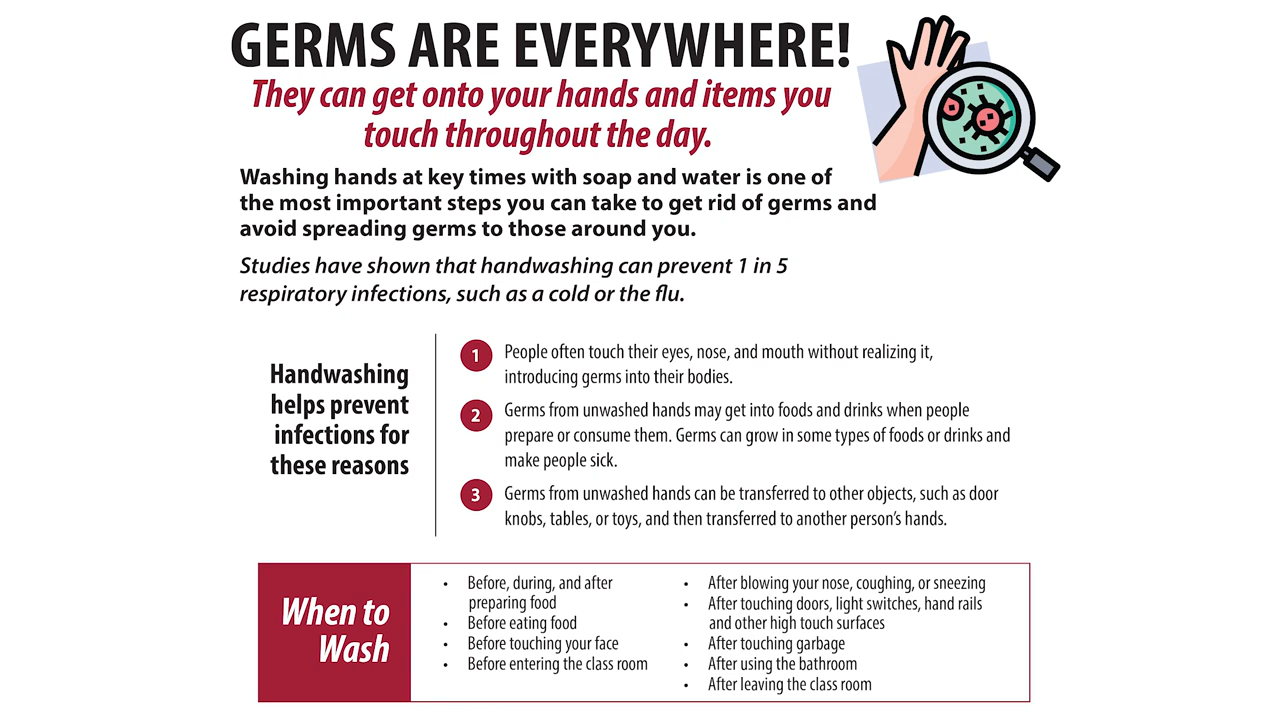 GERMS ARE EVERYWHERE!
They can get onto your hands and items you
touch throughout the day.
Washing hands at key times with soap and water is one of
the most important steps you can take to get rid of germs and
avoid spreading germs to those around you.
Studies have shown that handwashing can prevent 1 in 5
respiratory infections, such as a cold or the flu.
Handwashing
helps prevent
infections for
these reasons
1 People often touch their eyes, nose, and mouth without realizing it,
introducing germs into their bodies.
2 Germs from unwashed hands may get into foods and drinks when people
prepare or consume them. Germs can grow in some types of foods or drinks and
make people sick.
3 Germs from unwashed hands can be transferred to other objects, such as door
knobs, tables, or toys, and then transferred to another person's hands.
When to
Wash
• Before, during, and after
preparing food
• Before eating food
• Before touching your face
• Before entering the class room
• After blowing your nose, coughing, or sneezing
• After touching doors, light switches, hand rails
and other high touch surfaces
• After touching garbage
• After using the bathroom
• After leaving the class room